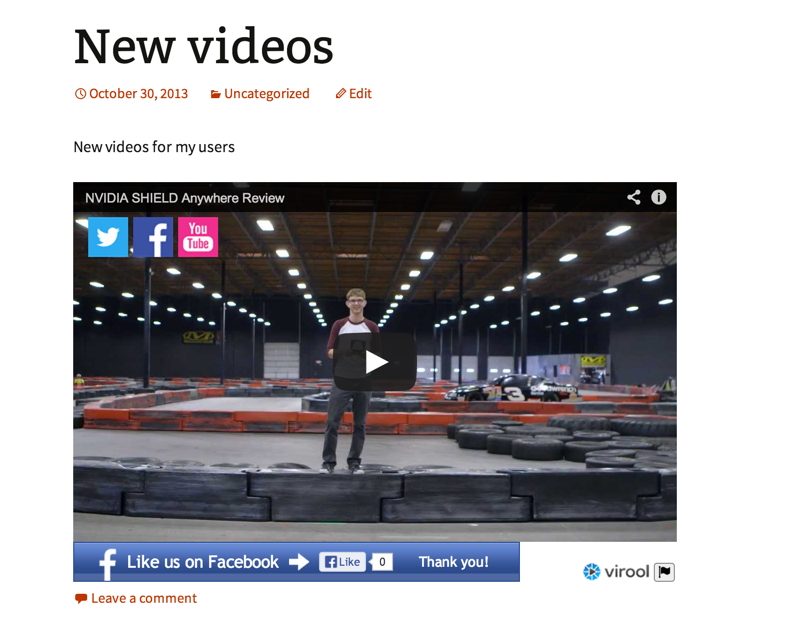 New videos
October 30, 2013 Uncategorized Edit
New videos for my users
NVIDIA SHIELD Anywhere Review
You
Tube
3
Like us on Facebook Like 0 Thank you!
virool
Leave a comment